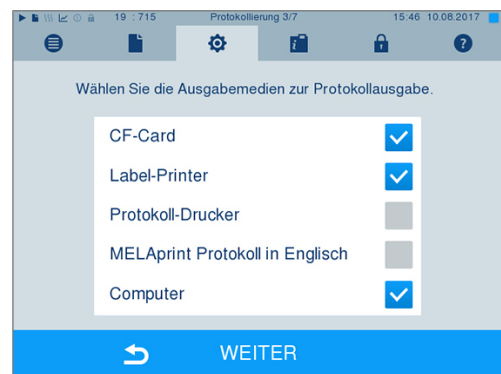 19 : 715 Protokollierung 3/7 15:46 10.08.2017
Wählen Sie die Ausgabemedien zur Protokollausgabe.
CF-Card
Label-Printer
Protokoll-Drucker
MELAprint Protokoll in Englisch
Computer
WEITER